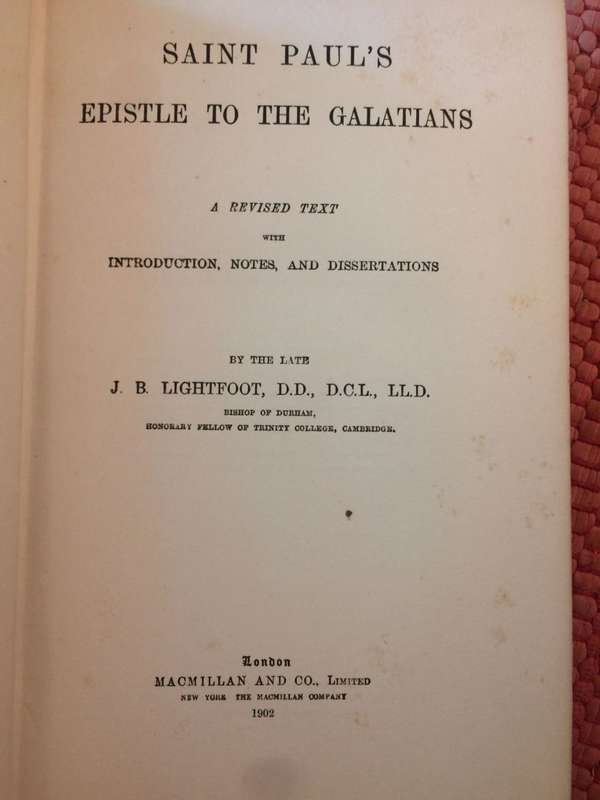 SAINT PAUL'S
EPISTLE TO THE GALATIANS
A REVISED TEXT
WITH
INTRODUCTION, NOTES, AND DISSERTATIONS
BY THE LATE
J. B. LIGHTFOOT, D.D., D.C.L., LL.D.
BISHOP OF DURHAM,
HONORARY FELLOW OF TRINITY COLLEGE, CAMBRIDGE.
London
MACMILLAN AND CO., LIMITED
NEW YORK THE MACMILLAN COMPANY
1902